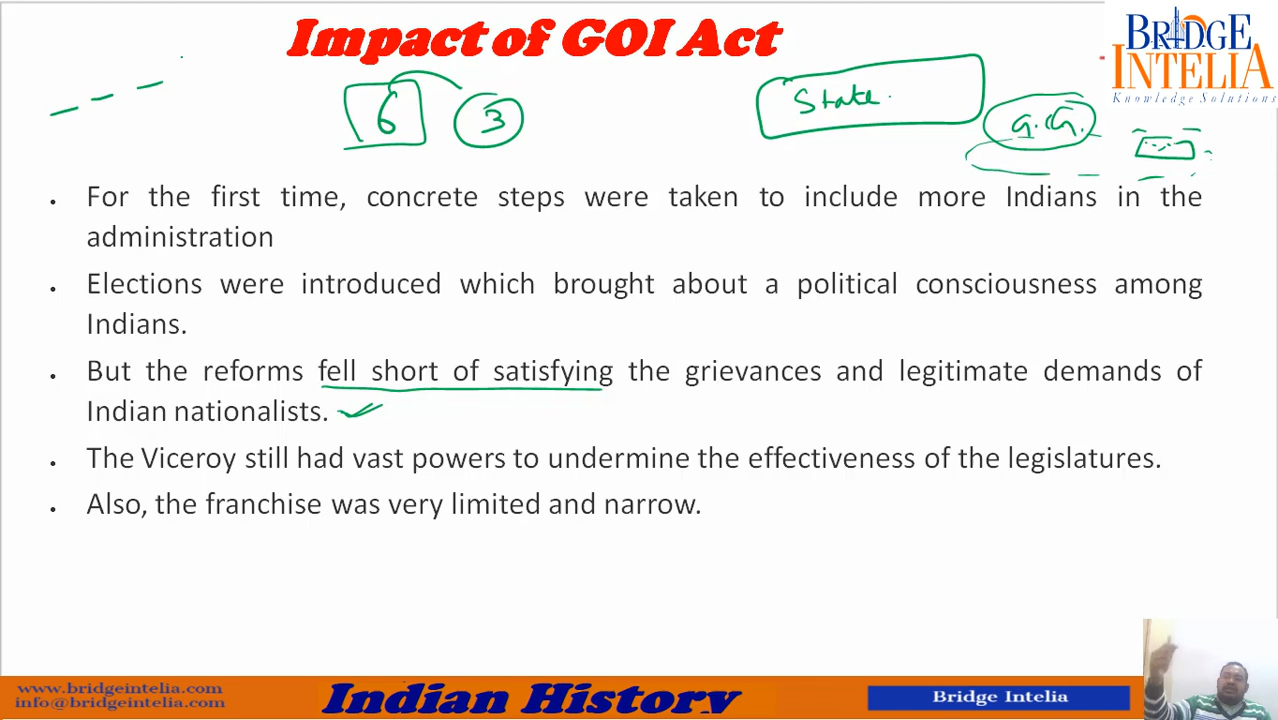 Impact of GOI Act
BRIDGE
INTELIA
Knowledge Solutions
6 3
State.
G.G.
• For the first time, concrete steps were taken to include more Indians in the
administration
• Elections were introduced which brought about a political consciousness among
Indians.
• But the reforms fell short of satisfying the grievances and legitimate demands of
Indian nationalists.
• The Viceroy still had vast powers to undermine the effectiveness of the legislatures.
• Also, the franchise was very limited and narrow.
www.bridgeintelia.com
info@bridgeintelia.com
Indian History
Bridge Intelia